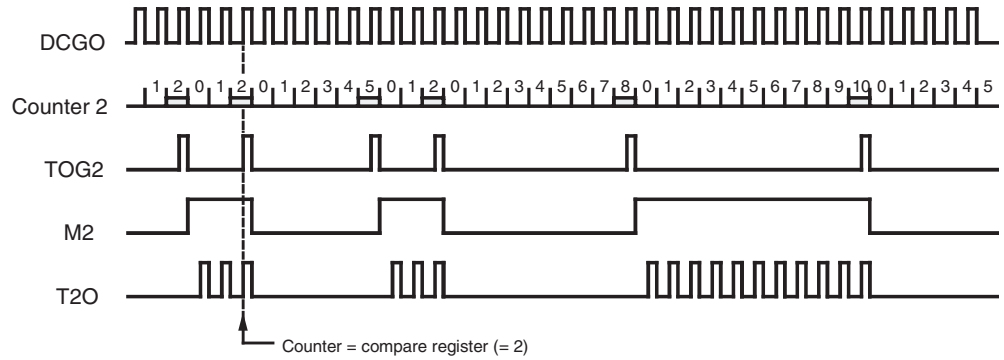 DCGO
Counter 2 1 2 0 1 2 0 1 2 3 4 5 0 1 2 0 1 2 3 4 5 6 7 8 0 1 2 3 4 5 6 7 8 9 10 0 1 2 3 4 5
TOG2
M2
T2O
Counter = compare register (= 2)